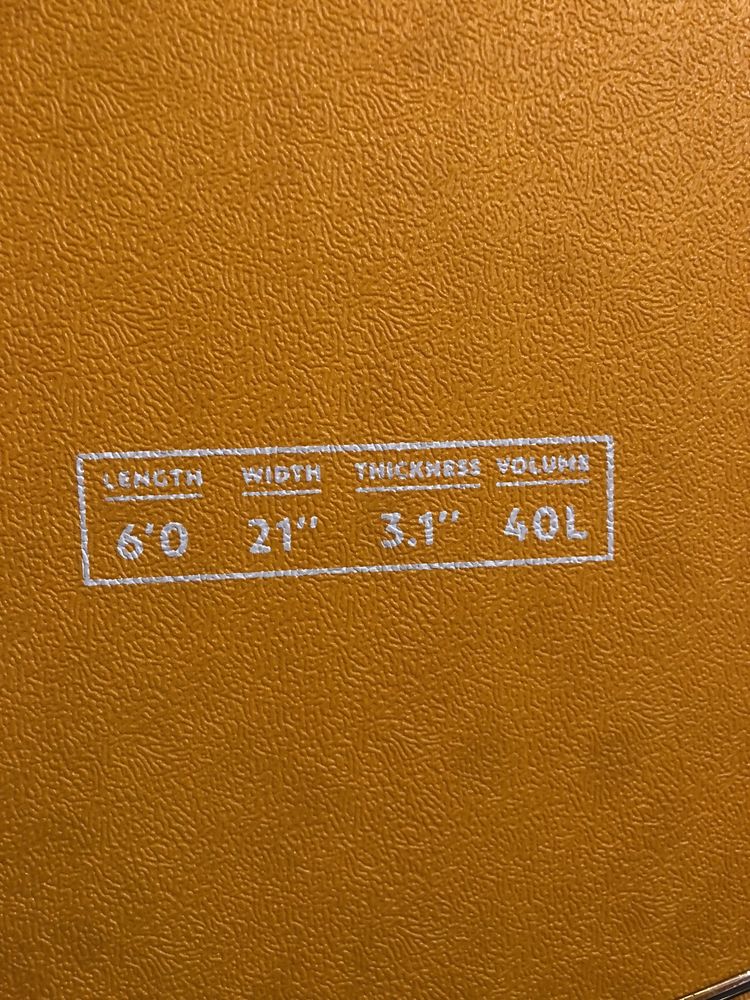 LENGTH WIDTH THICKNESS VOLUME
6'0 21" 3.1" 40L